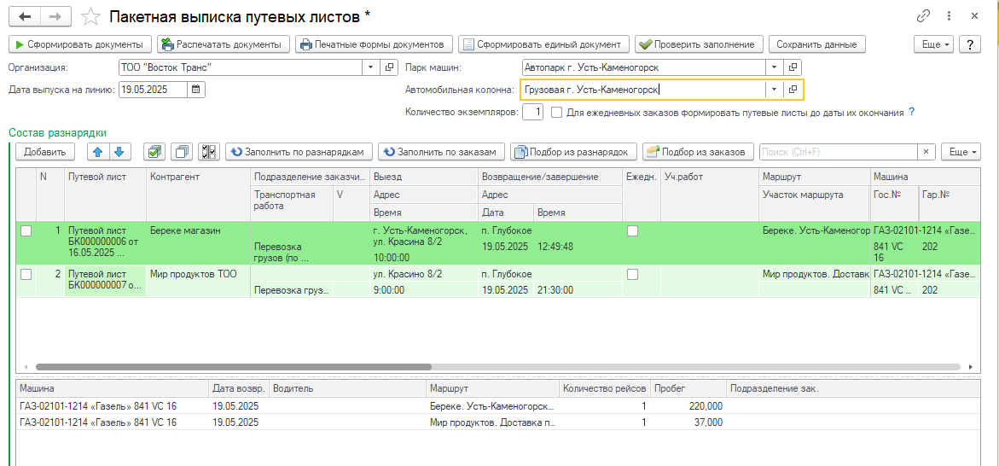 Пакетная выписка путевых листов *
Сформировать документы Распечатать документы Печатные формы документов Сформировать единый документ Проверить заполнение Сохранить данные Еще ?
Организация: ТОО "Восток Транс" Парк машин: Автопарк г. Усть-Каменогорск
Дата выпуска на линию: 19.05.2025 Автомобильная колонна: Грузовая г. Усть-Каменогорск
Количество экземпляров: 1 Для ежедневных заказов формировать путевые листы до даты их окончания ?
Состав разнарядки
Добавить Заполнить по разнарядкам Заполнить по заказам Подбор из разнарядок Подбор из заказов Поиск (Ctrl+F) × Еще
N Путевой лист Контрагент Подразделение заказчи... Выезд Возвращение/завершение Ежедн. Уч.работ Маршрут Машина
Транспортная работа V Адрес Адрес Участок маршрута Гос.№ Гар.№
Время Дата Время
1 Путевой лист Береке магазин г. Усть-Каменогорск, п. Глубокое Береке. Усть-Каменогор ГАЗ-02101-1214 «Газе...
БК000000006 от ул. Красина 8/2
16.05.2025 ... Перевозка 19.05.2025 12:49:48 841 VC 202
грузов (по ... 10:00:00 16
2 Путевой лист Мир продуктов ТОО ул. Красино 8/2 п. Глубокое Мир продуктов. Доставк ГАЗ-02101-1214 «Газе...
БК000000007 о... Перевозка груз... 9:00:00 19.05.2025 21:30:00 841 VC ... 202
Машина Дата возвр. Водитель Маршрут Количество рейсов Пробег Подразделение зак.
ГАЗ-02101-1214 «Газель» 841 VC 16 19.05.2025 Береке. Усть-Каменогорск... 1 220,000
ГАЗ-02101-1214 «Газель» 841 VC 16 19.05.2025 Мир продуктов. Доставка п... 1 37,000